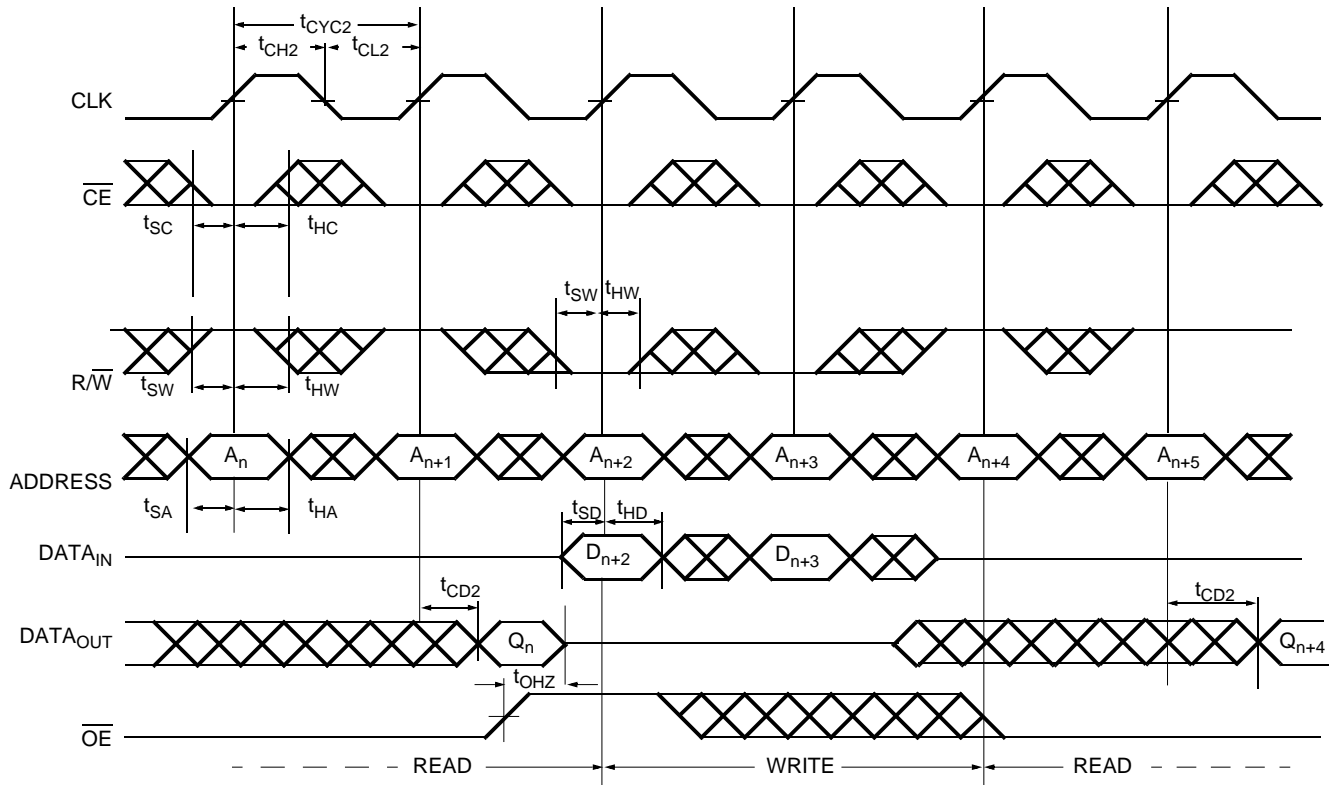 tCYC2
tCH2 tCL2
CLK
CE
tSC tHC
tSW tHW
R/W
tSW tHW
An An+1 An+2 An+3 An+4 An+5
ADDRESS
tSA tHA
tSD tHD
DATAIN
Dn+2 Dn+3
tCD2 tCD2
DATAOUT
Qn Qn+4
tOHZ
OE
READ WRITE READ